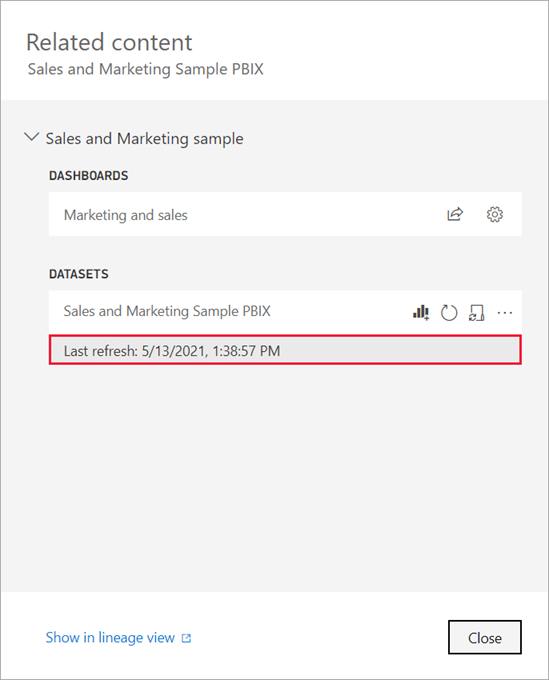 Related content
Sales and Marketing Sample PBIX
Sales and Marketing sample
DASHBOARDS
Marketing and sales
DATASETS
Sales and Marketing Sample PBIX
Last refresh: 5/13/2021, 1:38:57 PM
Show in lineage view
Close